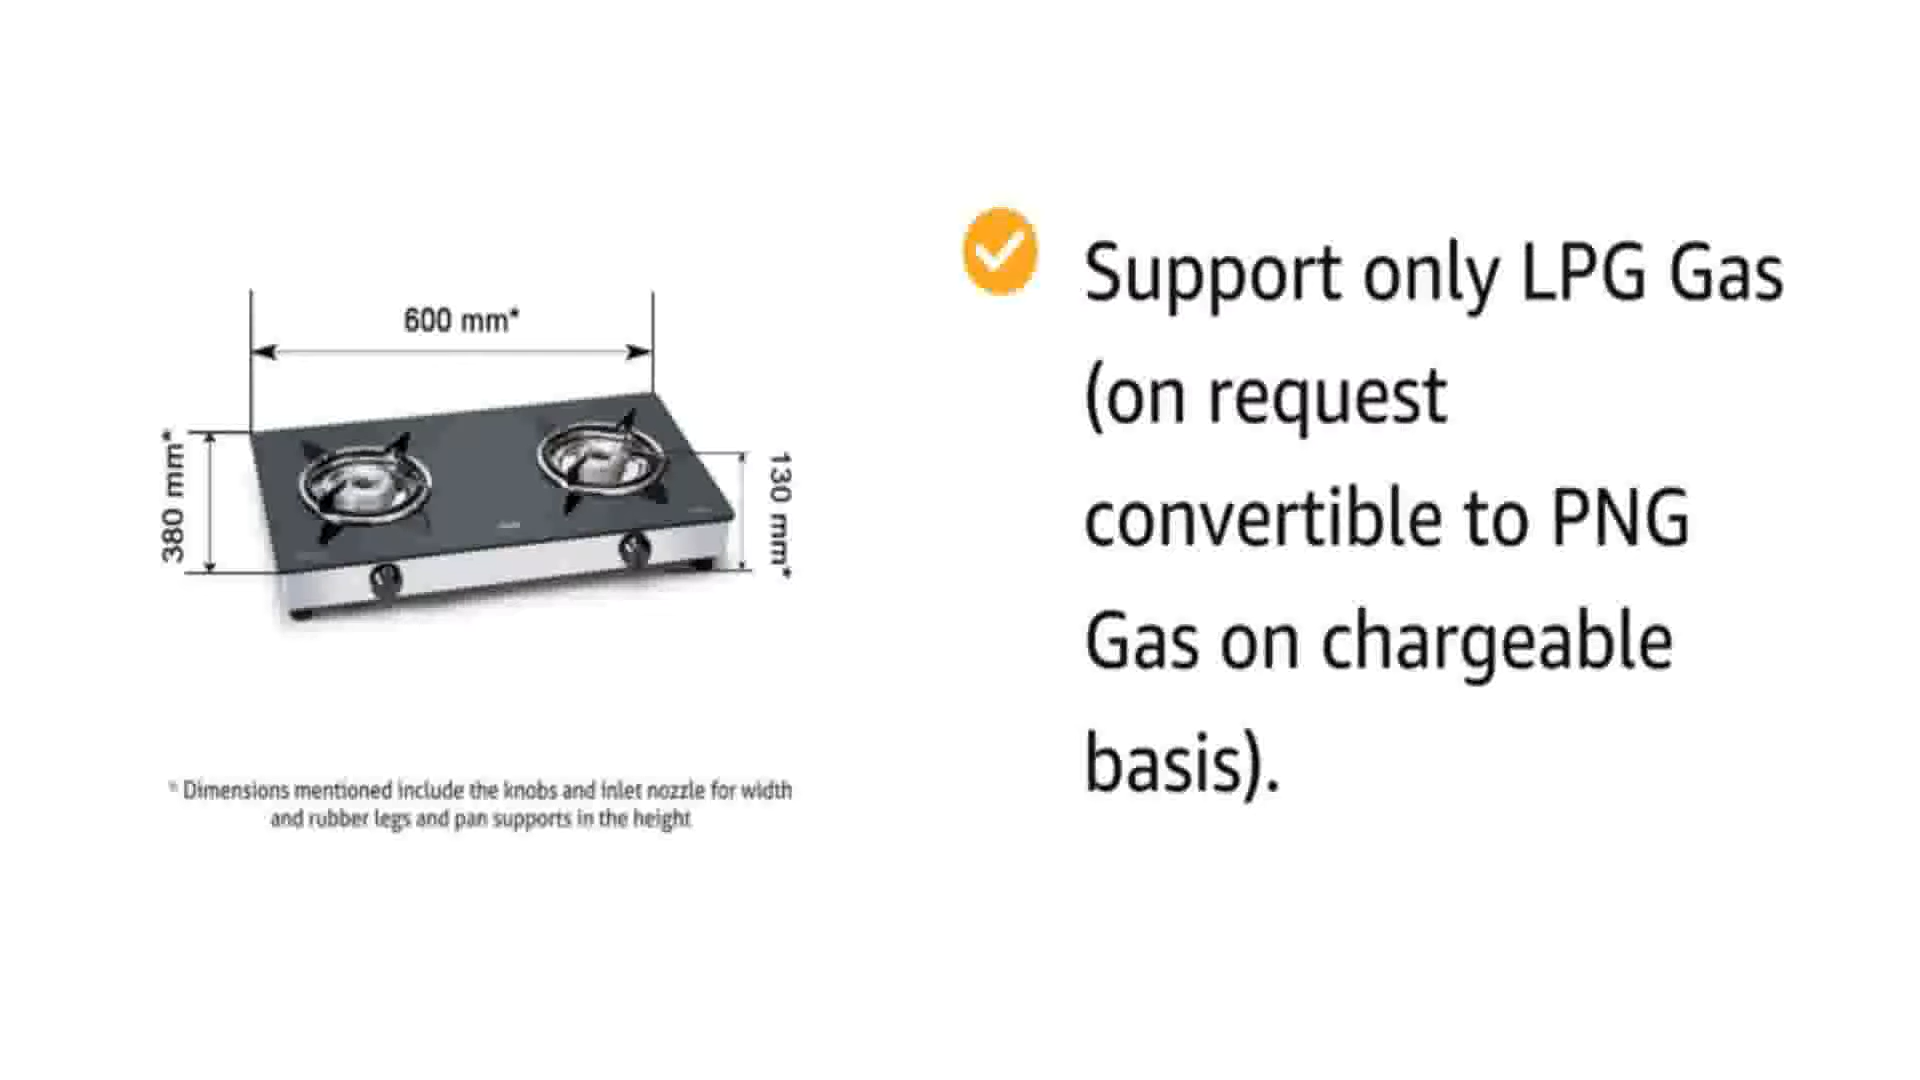 600 mm*
380 mm*
130 mm*
* Dimensions mentioned include the knobs and inlet nozzle for width
and rubber legs and pan supports in the height
Support only LPG Gas
(on request
convertible to PNG
Gas on chargeable
basis).